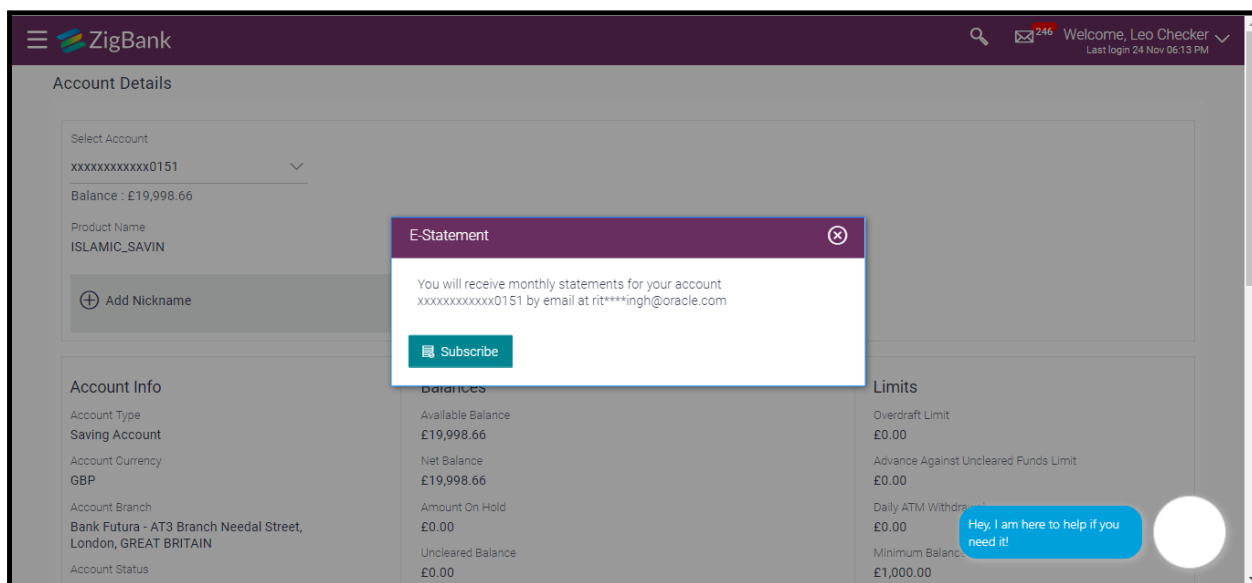 ZigBank
246
Welcome, Leo Checker
Last login 24 Nov 06:13 PM
Account Details
Select Account
xxxxxxxxxxxx0151
Balance : £19,998.66
Product Name
ISLAMIC_SAVIN
Add Nickname
E-Statement
You will receive monthly statements for your account
xxxxxxxxxxxx0151 by email at rit****ingh@oracle.com
Subscribe
Account Info
Account Type
Saving Account
Account Currency
GBP
Account Branch
Bank Futura - AT3 Branch Needal Street,
London, GREAT BRITAIN
Account Status
Balances
Available Balance
£19,998.66
Net Balance
£19,998.66
Amount On Hold
£0.00
Uncleared Balance
£0.00
Limits
Overdraft Limit
£0.00
Advance Against Uncleared Funds Limit
£0.00
Daily ATM
£0.00
Minimum Balance
£1,000.00
Hey, I am here to help if you
need it!